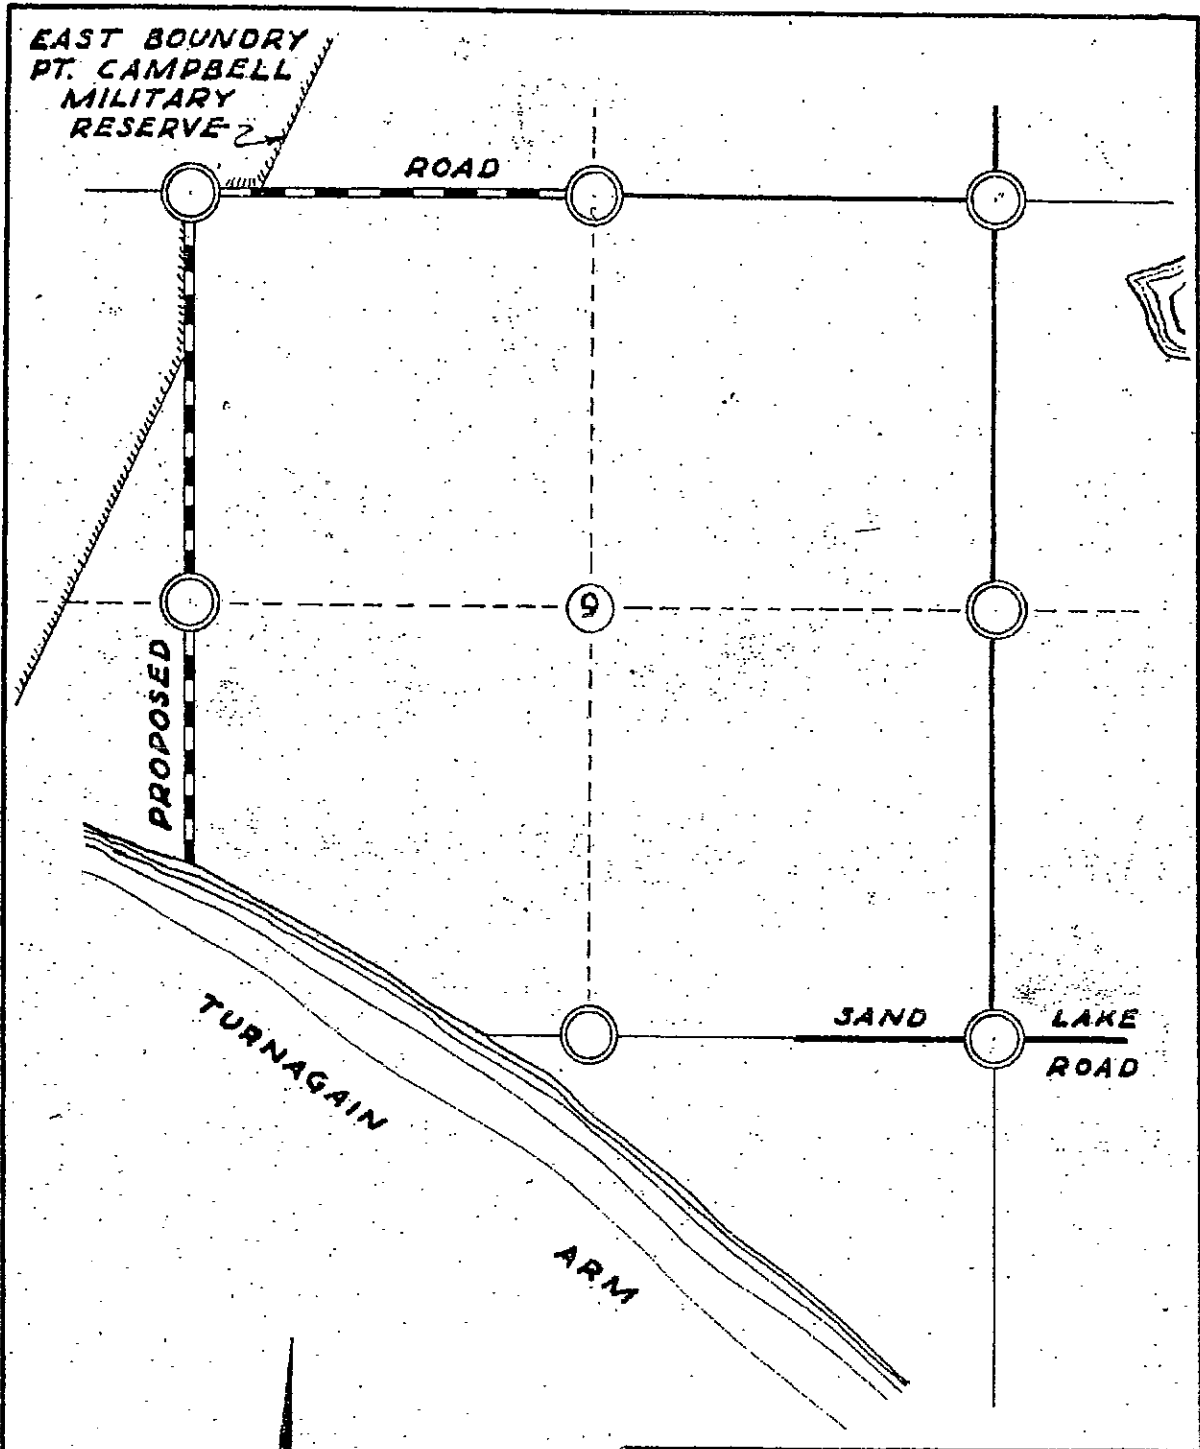 EAST BOUNDRY
PT. CAMPBELL
MILITARY
RESERVE
ROAD
9
PROPOSED
SAND LAKE
ROAD
TURNAGAIN
ARM